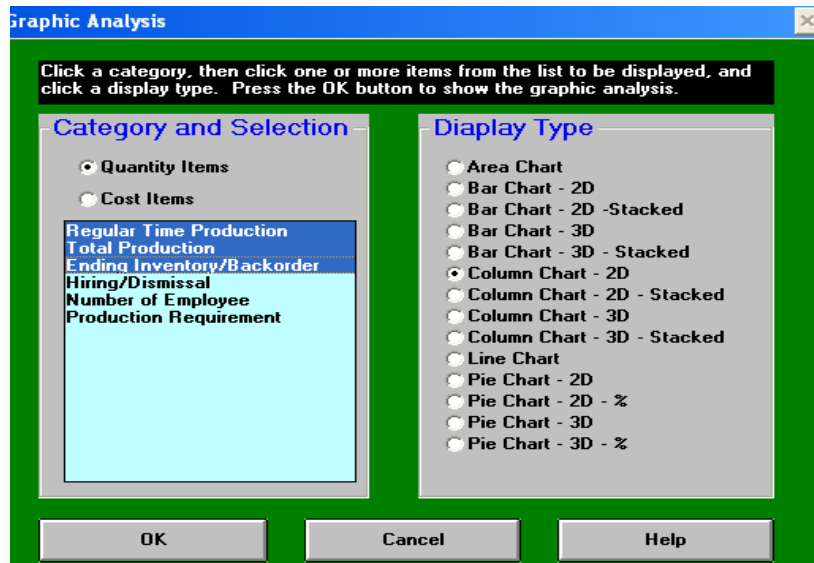 Graphic Analysis
Click a category, then click one or more items from the list to be displayed, and
click a display type. Press the OK button to show the graphic analysis.
Category and Selection
Quantity Items
Cost Items
Regular Time Production
Total Production
Ending Inventory/Backorder
Hiring/Dismissal
Number of Employee
Production Requirement
Diaplay Type
Area Chart
Bar Chart - 2D
Bar Chart - 2D -Stacked
Bar Chart - 3D
Bar Chart - 3D - Stacked
Column Chart - 2D
Column Chart - 2D - Stacked
Column Chart - 3D
Column Chart - 3D - Stacked
Line Chart
Pie Chart - 2D
Pie Chart - 2D - %
Pie Chart - 3D
Pie Chart - 3D - %
OK
Cancel
Help